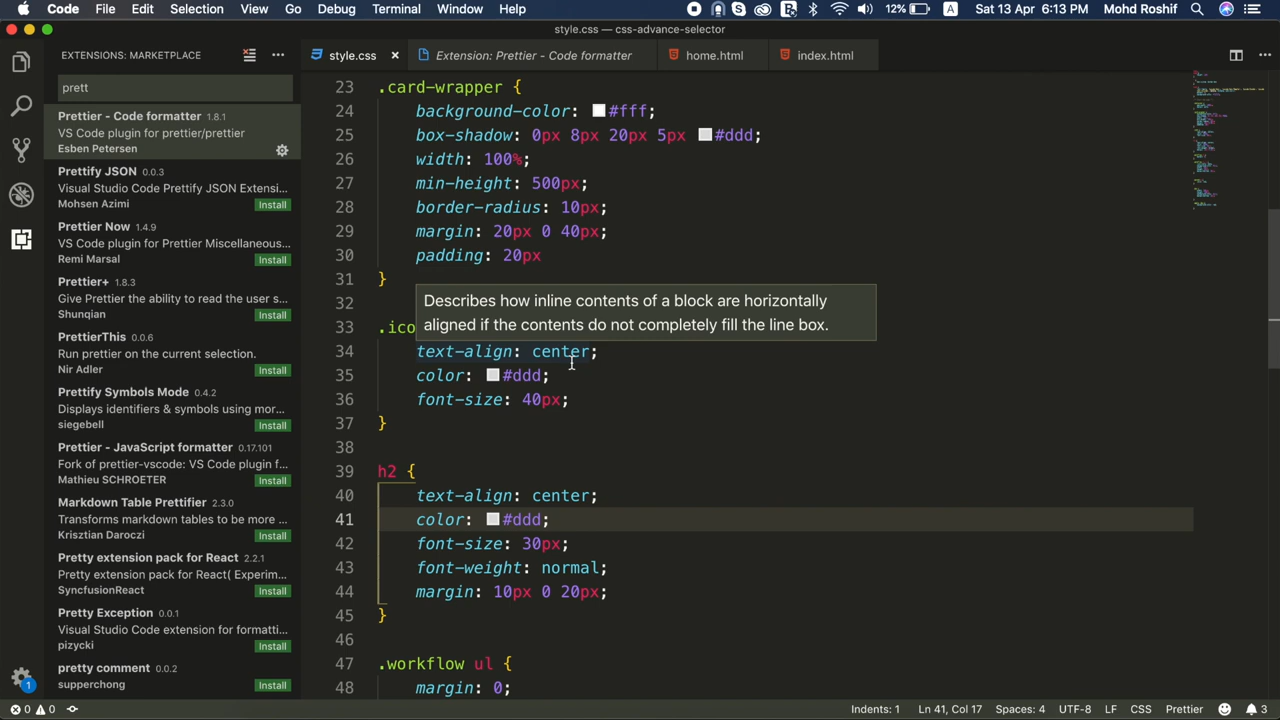 Code File Edit Selection View Go Debug Terminal Window Help 12% A Sat 13 Apr 6:13 PM Mohd Roshif
style.css — css-advance-selector
EXTENSIONS: MARKETPLACE
prett
Prettier - Code formatter 1.8.1
VS Code plugin for prettier/prettier
Esben Petersen
Prettify JSON 0.0.3
Visual Studio Code Prettify JSON Extensi...
Mohsen Azimi Install
Prettier Now 1.4.9
VS Code plugin for Prettier Miscellaneous...
Remi Marsal Install
Prettier+ 1.8.3
Give Prettier the ability to read the user s...
Shunqian Install
PrettierThis 0.0.6
Run prettier on the current selection.
Nir Adler Install
Prettify Symbols Mode 0.4.2
Displays identifiers & symbols using mor...
siegebell Install
Prettier - JavaScript formatter 0.17.101
Fork of prettier-vscode: VS Code plugin f...
Mathieu SCHROETER Install
Markdown Table Prettifier 2.3.0
Transforms markdown tables to be more ...
Krisztian Daroczi Install
Pretty extension pack for React 2.2.1
Pretty extension pack for React( Experim...
SyncfusionReact Install
Pretty Exception 0.0.1
Visual Studio Code extension for formatti...
pizycki Install
pretty comment 0.0.2
supperchong Install
style.css × Extension: Prettier - Code formatter home.html index.html
23 .card-wrapper {
24 background-color: #fff;
25 box-shadow: 0px 8px 20px 5px #ddd;
26 width: 100%;
27 min-height: 500px;
28 border-radius: 10px;
29 margin: 20px 0 40px;
30 padding: 20px
31 }
32
Describes how inline contents of a block are horizontally
aligned if the contents do not completely fill the line box.
33 .ico
34 text-align: center;
35 color: #ddd;
36 font-size: 40px;
37 }
38
39 h2 {
40 text-align: center;
41 color: #ddd;
42 font-size: 30px;
43 font-weight: normal;
44 margin: 10px 0 20px;
45 }
46
47 .workflow ul {
48 margin: 0;
1
0 0 Indents: 1 Ln 41, Col 17 Spaces: 4 UTF-8 LF CSS Prettier 3